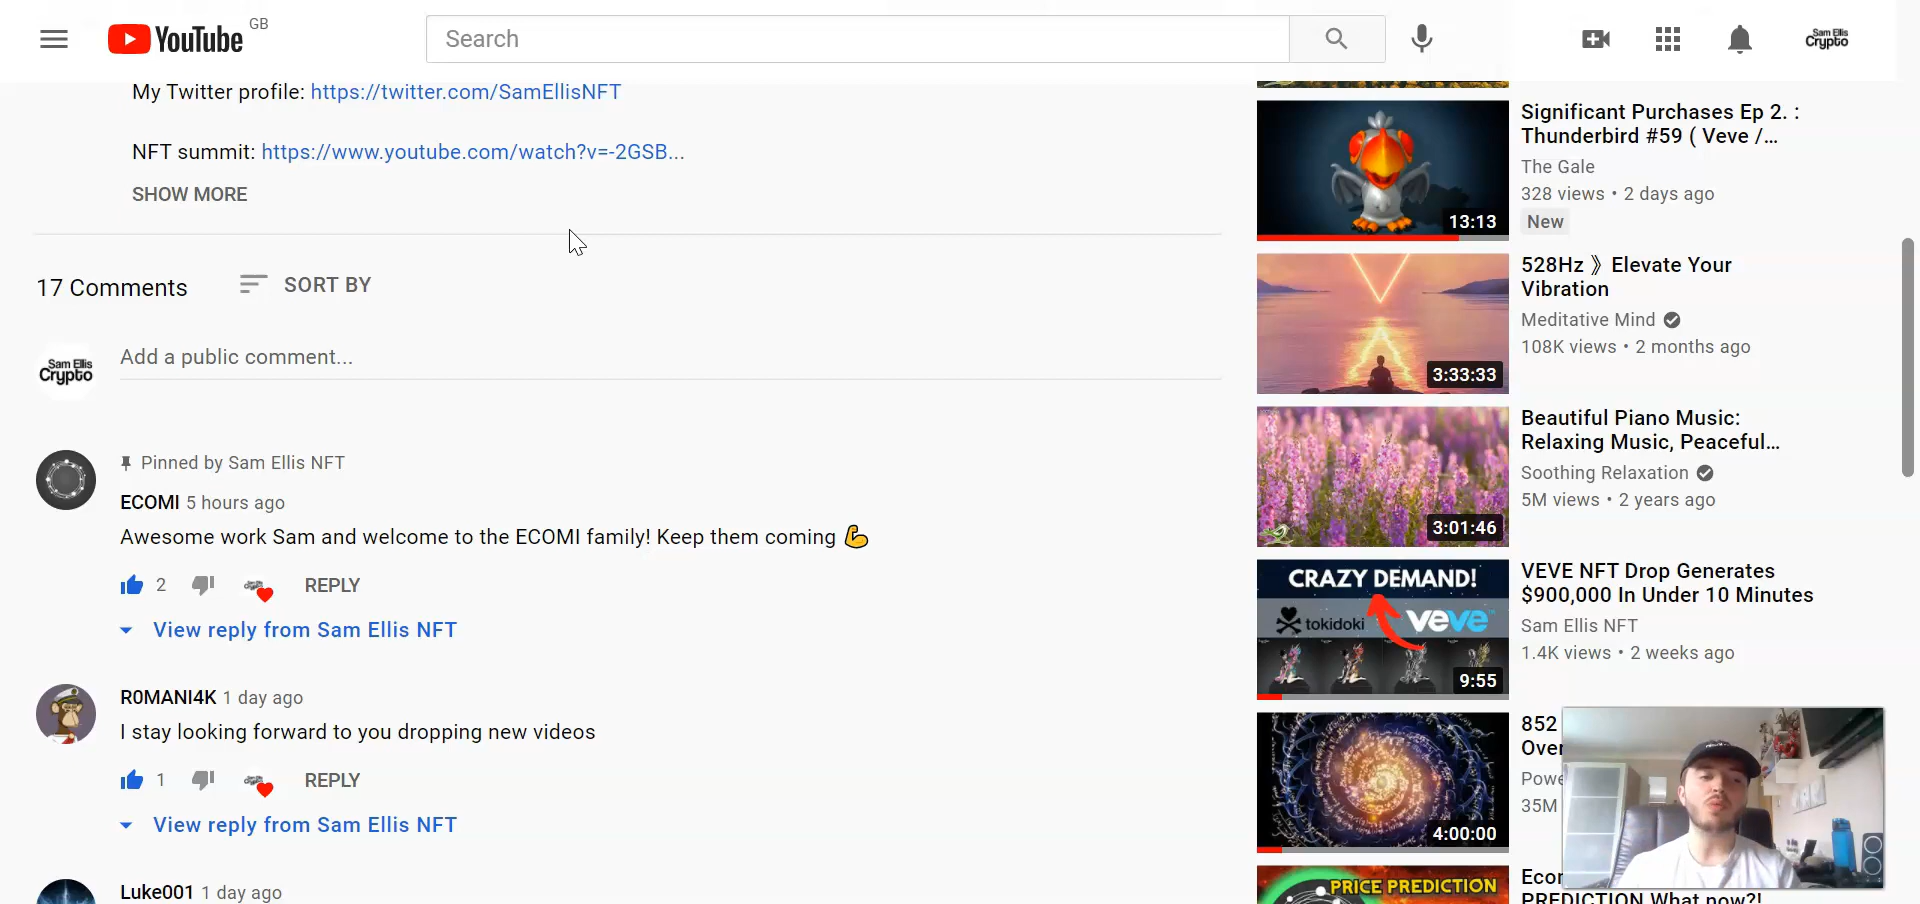 YouTube GB
Search
Sam Ellis
Crypto
My Twitter profile: https://twitter.com/SamEllisNFT
NFT summit: https://www.youtube.com/watch?v=-2GSB...
SHOW MORE
17 Comments
SORT BY
Sam Ellis
Crypto
Add a public comment...
Pinned by Sam Ellis NFT
ECOMI 5 hours ago
Awesome work Sam and welcome to the ECOMI family! Keep them coming 💪
2
REPLY
View reply from Sam Ellis NFT
R0MANI4K 1 day ago
I stay looking forward to you dropping new videos
1
REPLY
View reply from Sam Ellis NFT
Luke001 1 day ago
13:13
Significant Purchases Ep 2. :
Thunderbird #59 ( Veve /...
The Gale
328 views • 2 days ago
New
3:33:33
528Hz 》Elevate Your
Vibration
Meditative Mind
108K views • 2 months ago
3:01:46
Beautiful Piano Music:
Relaxing Music, Peaceful...
Soothing Relaxation
5M views • 2 years ago
CRAZY DEMAND!
tokidoki
veve
9:55
VEVE NFT Drop Generates
$900,000 In Under 10 Minutes
Sam Ellis NFT
1.4K views • 2 weeks ago
4:00:00
852
Over
Powe
35M
PRICE PREDICTION
Ecor
PREDICTION What now?!